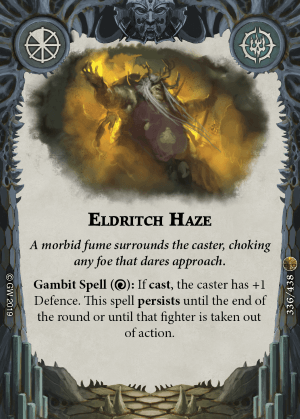 ELDRITCH HAZE
A morbid fume surrounds the caster, choking
any foe that dares approach.
Gambit Spell (): If cast, the caster has +1
Defence. This spell persists until the end of
the round or until that fighter is taken out
of action.
© GW 2019
336/438